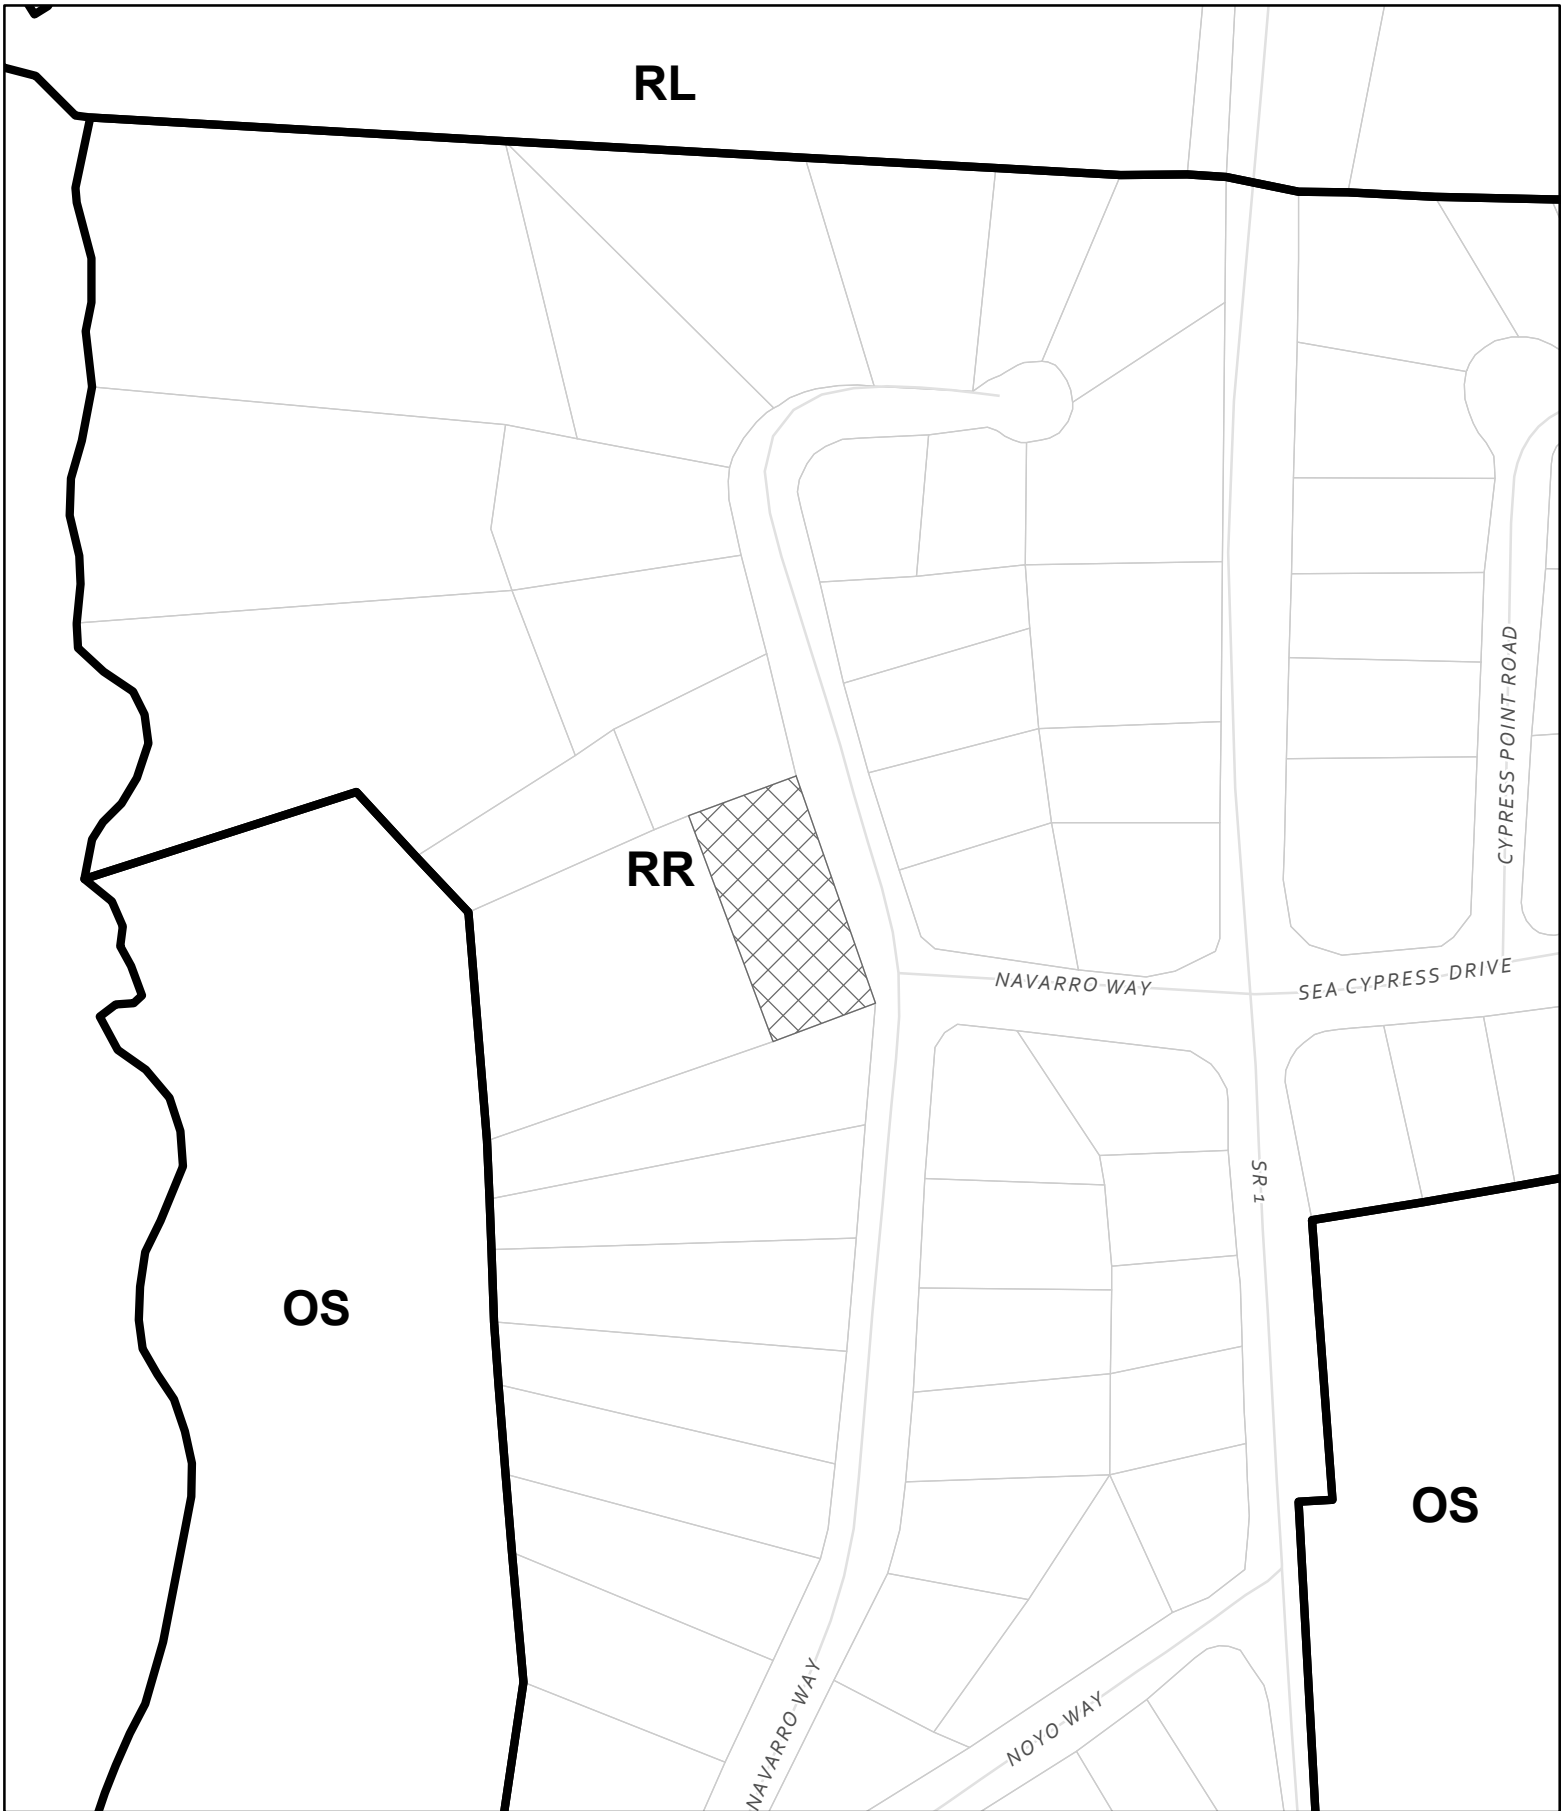 RL
CYPRESS POINT ROAD
RR
NAVARRO WAY
SEA CYPRESS DRIVE
SR 1
OS
OS
NAVARRO WAY
NOYO WAY